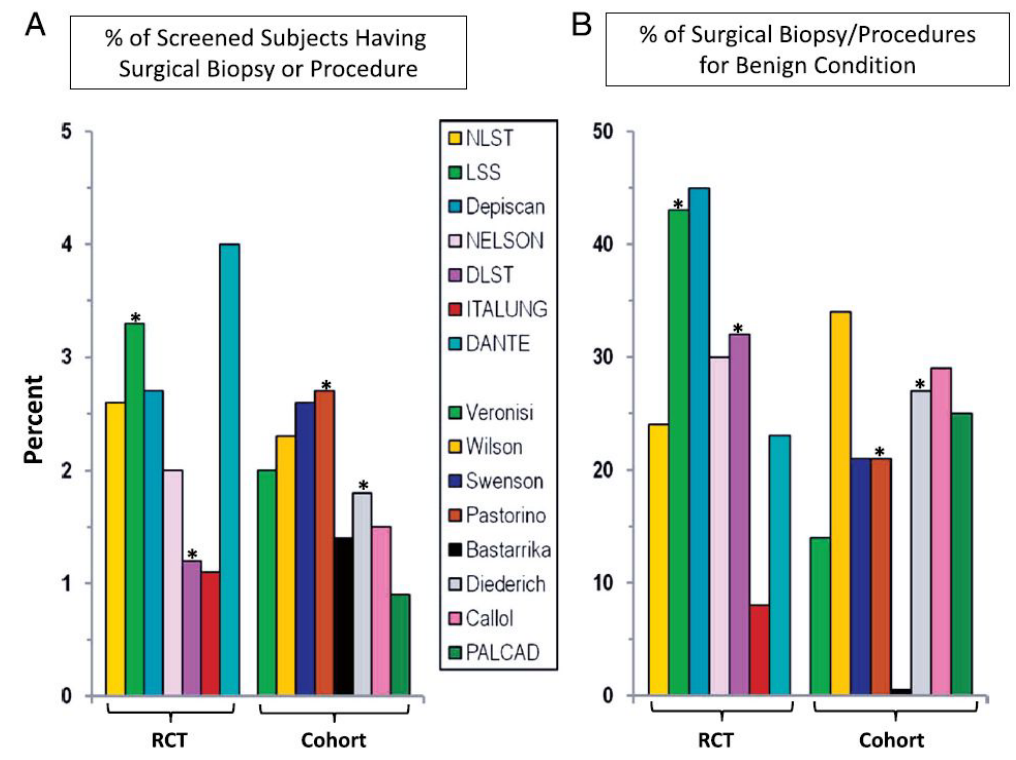 A
% of Screened Subjects Having
Surgical Biopsy or Procedure
B
% of Surgical Biopsy/Procedures
for Benign Condition
Percent
5
4
3
2
1
0
*
*
*
*
RCT
Cohort
NLST
LSS
Depiscan
NELSON
DLST
ITALUNG
DANTE
Veronisi
Wilson
Swenson
Pastorino
Bastarrika
Diederich
Callol
PALCAD
50
40
30
20
10
0
*
*
*
*
RCT
Cohort